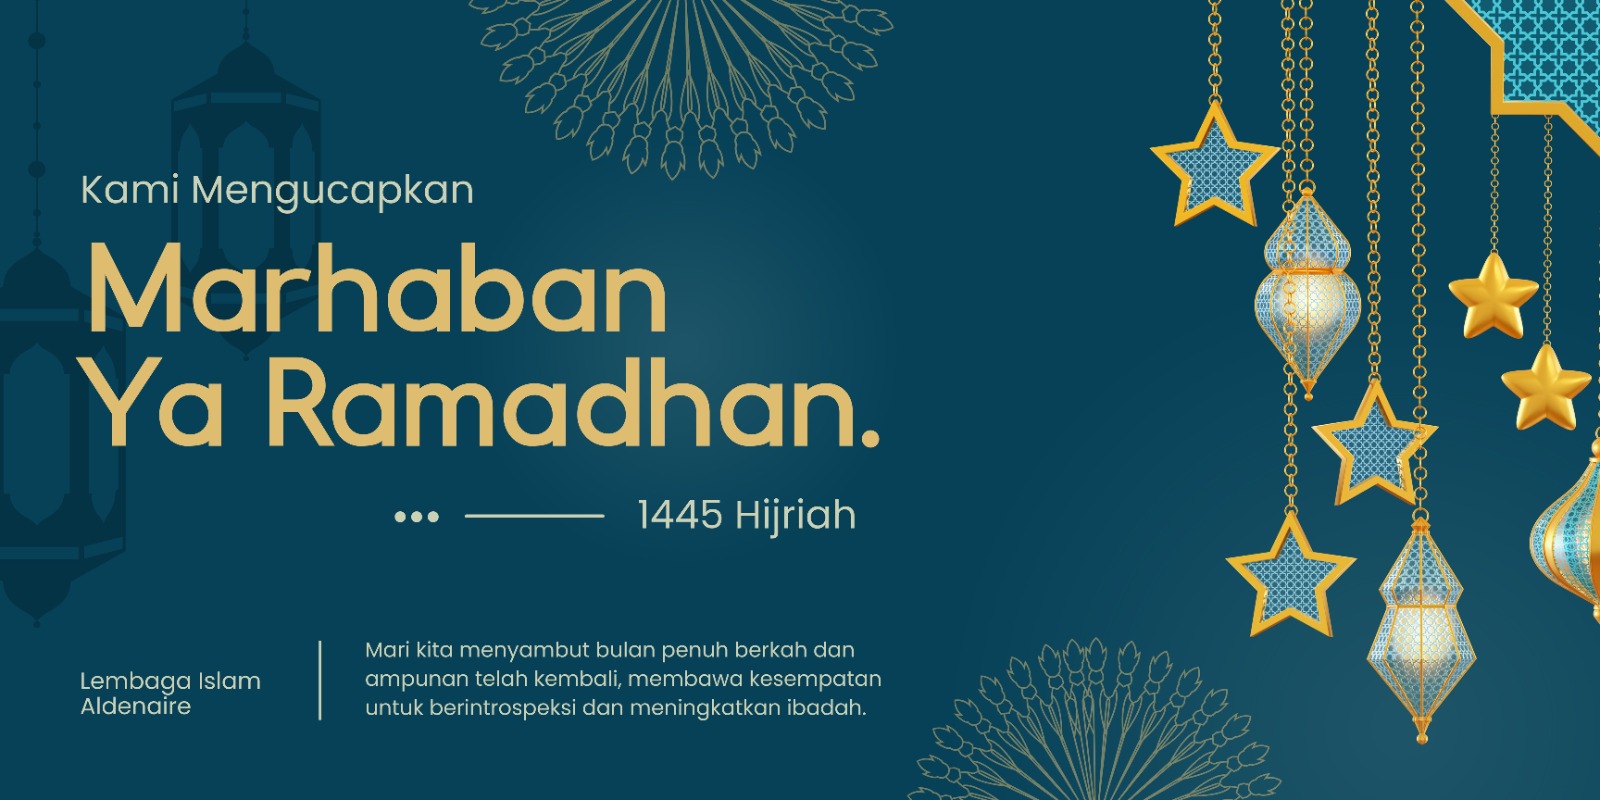 Kami Mengucapkan
Marhaban
Ya Ramadhan.
1445 Hijriah
Lembaga Islam
Aldenaire
Mari kita menyambut bulan penuh berkah dan
ampunan telah kembali, membawa kesempatan
untuk berintrospeksi dan meningkatkan ibadah.